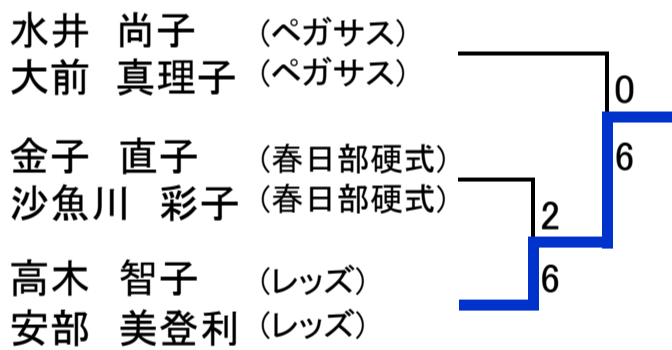 水井　尚子　(ペガサス)
大前　真理子　(ペガサス)
0
金子　直子　(春日部硬式)
6
沙魚川　彩子　(春日部硬式)
2
高木　智子　(レッズ)
6
安部　美登利　(レッズ)